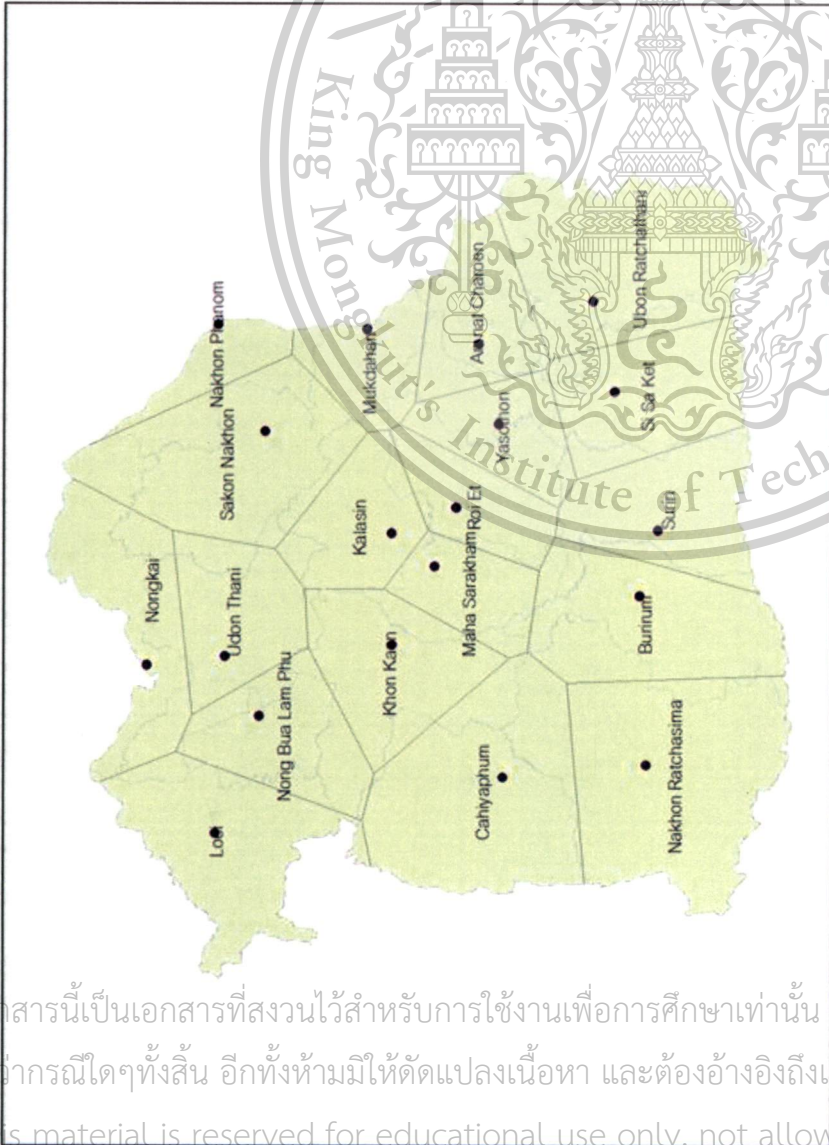 King Mongkut's Institute of Tech
Nakhon Phanom
Sakon Nakhon
Nongkai
Udon Thani
Nong Bua Lam Phu
Loei
Mukdahan
Kalasin
Khon Kaen
Amnat Charoen
Yasothon
Roi Et
Maha Sarakham
Cahiyaphum
Ubon Ratchathani
Si Sa Ket
Surin
Burirum
Nakhon Ratchasima
กสารนี้เป็นเอกสารที่สงวนไว้สำหรับการใช้งานเพื่อการศึกษาเท่านั้น
ว่ากรณีใดๆทั้งสิ้น อีกทั้งห้ามมิให้ดัดแปลงเนื้อหา และต้องอ้างอิงถึงเ
is material is reserved for educational use only, not allow